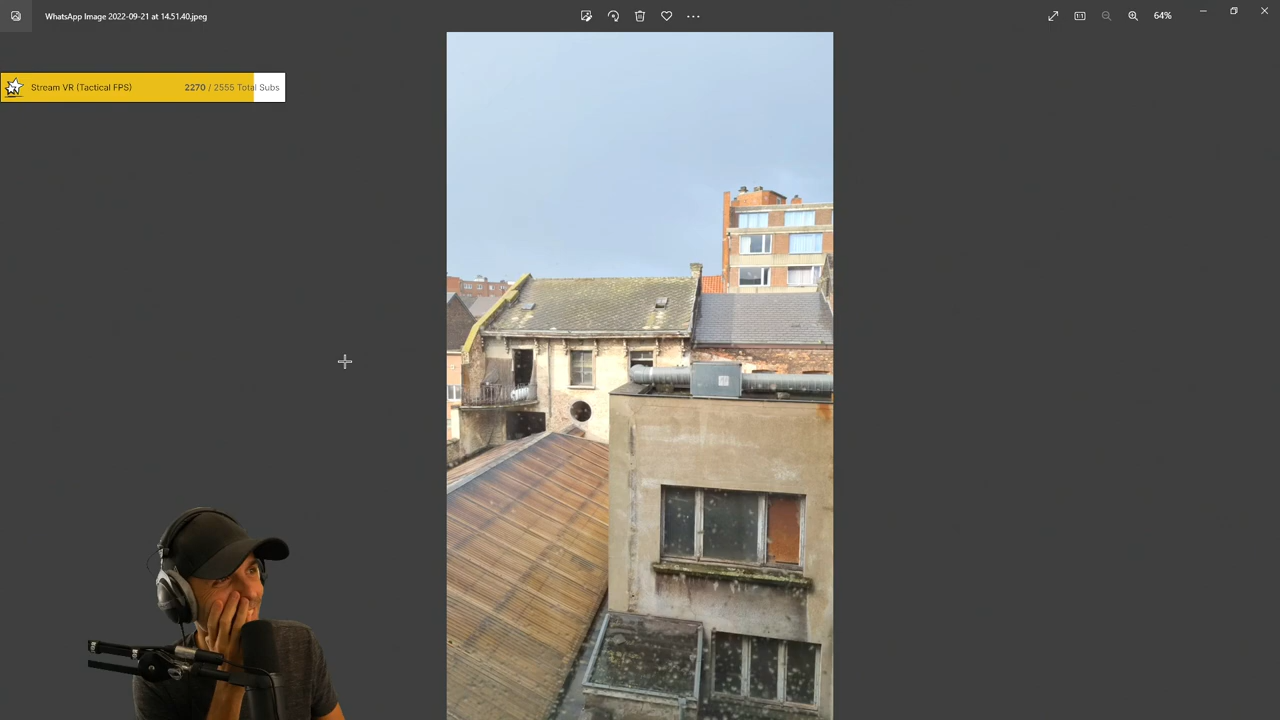 WhatsApp Image 2022-09-21 at 14.51.40.jpeg
64%
Stream VR (Tactical FPS) 2270 / 2555 Total Subs